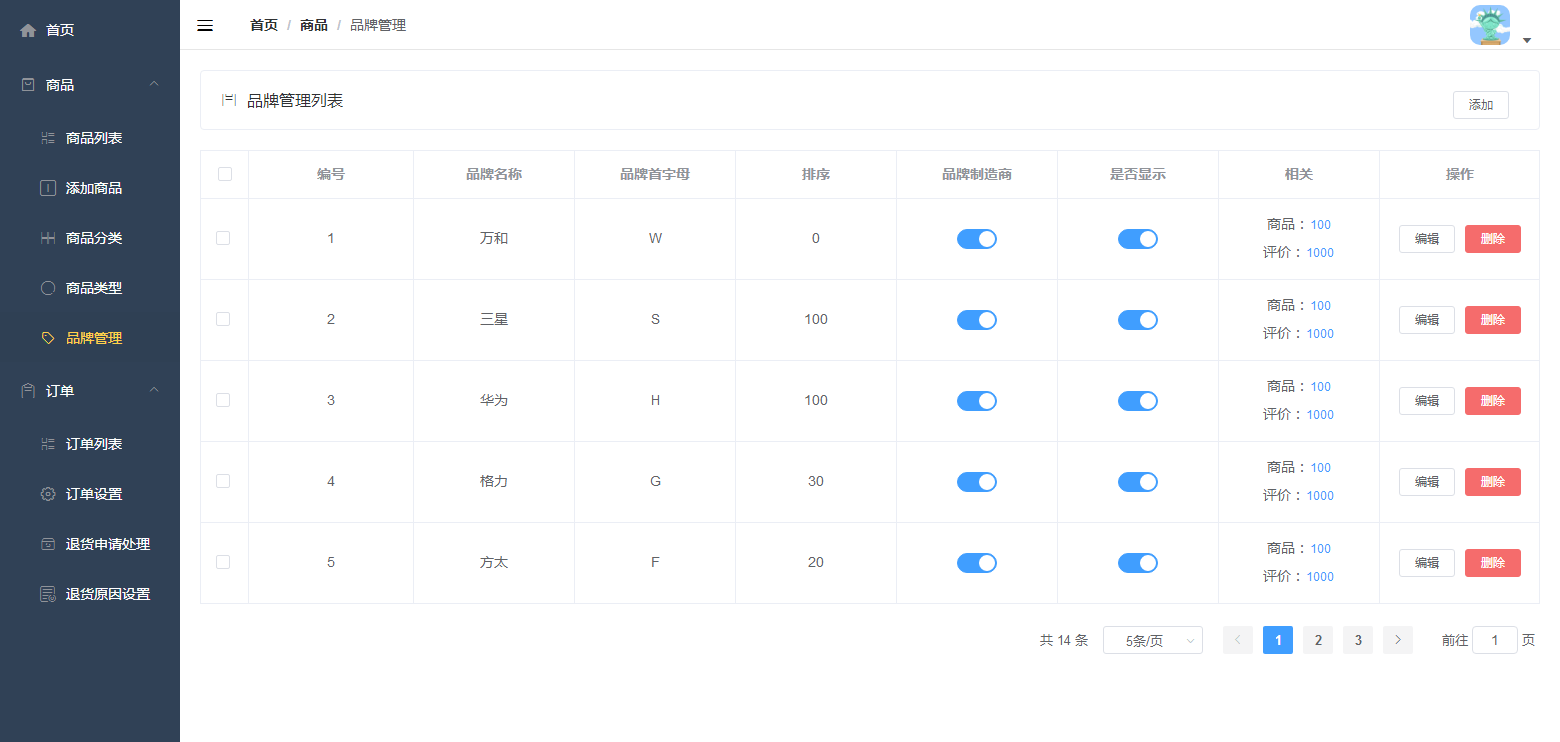 首页
商品
商品列表
添加商品
商品分类
商品类型
品牌管理
订单
订单列表
订单设置
退货申请处理
退货原因设置
首页 / 商品 / 品牌管理
品牌管理列表
添加
编号 品牌名称 品牌首字母 排序 品牌制造商 是否显示 相关 操作
1 万和 W 0 商品：100 编辑 删除
评价：1000
2 三星 S 100 商品：100 编辑 删除
评价：1000
3 华为 H 100 商品：100 编辑 删除
评价：1000
4 格力 G 30 商品：100 编辑 删除
评价：1000
5 方太 F 20 商品：100 编辑 删除
评价：1000
共 14 条 5条/页 1 2 3 前往 1 页